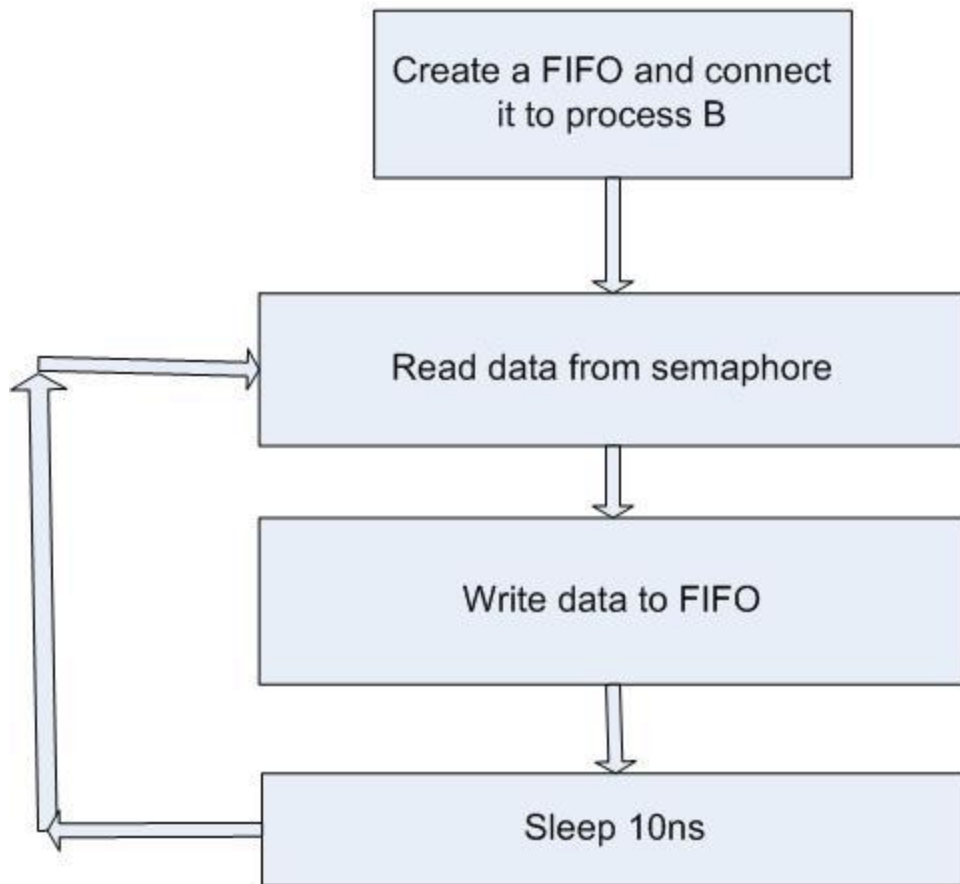 Create a FIFO and connect
it to process B
Read data from semaphore
Write data to FIFO
Sleep 10ns